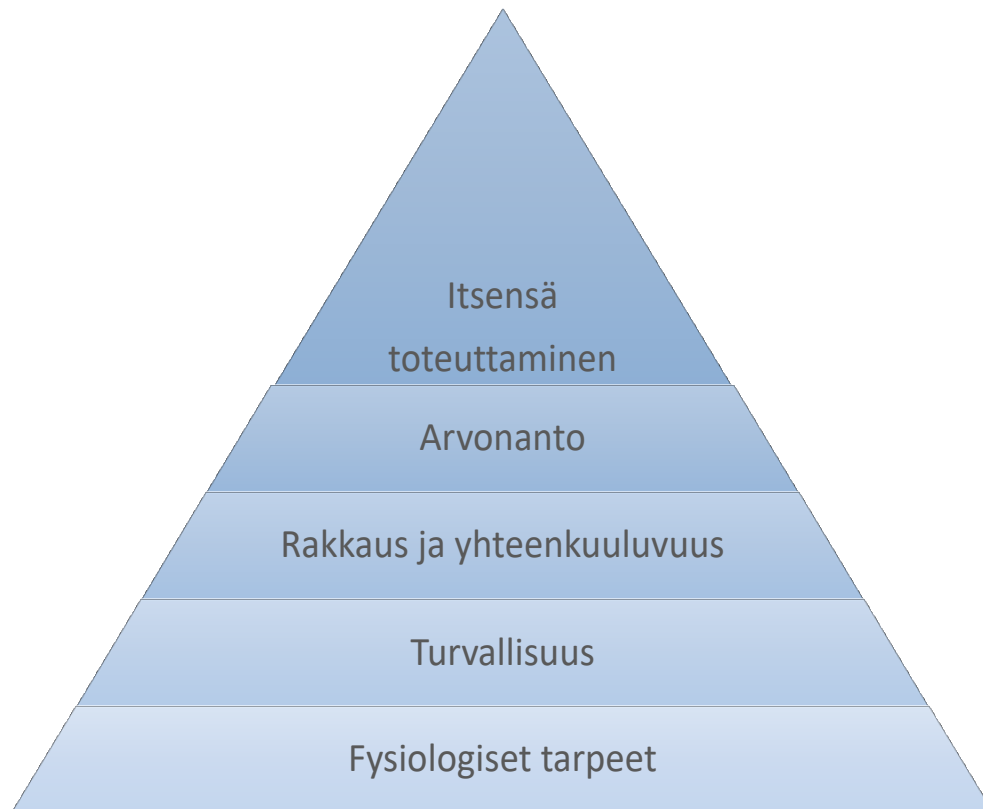 Itsensä
toteuttaminen
Arvonanto
Rakkaus ja yhteenkuuluvuus
Turvallisuus
Fysiologiset tarpeet